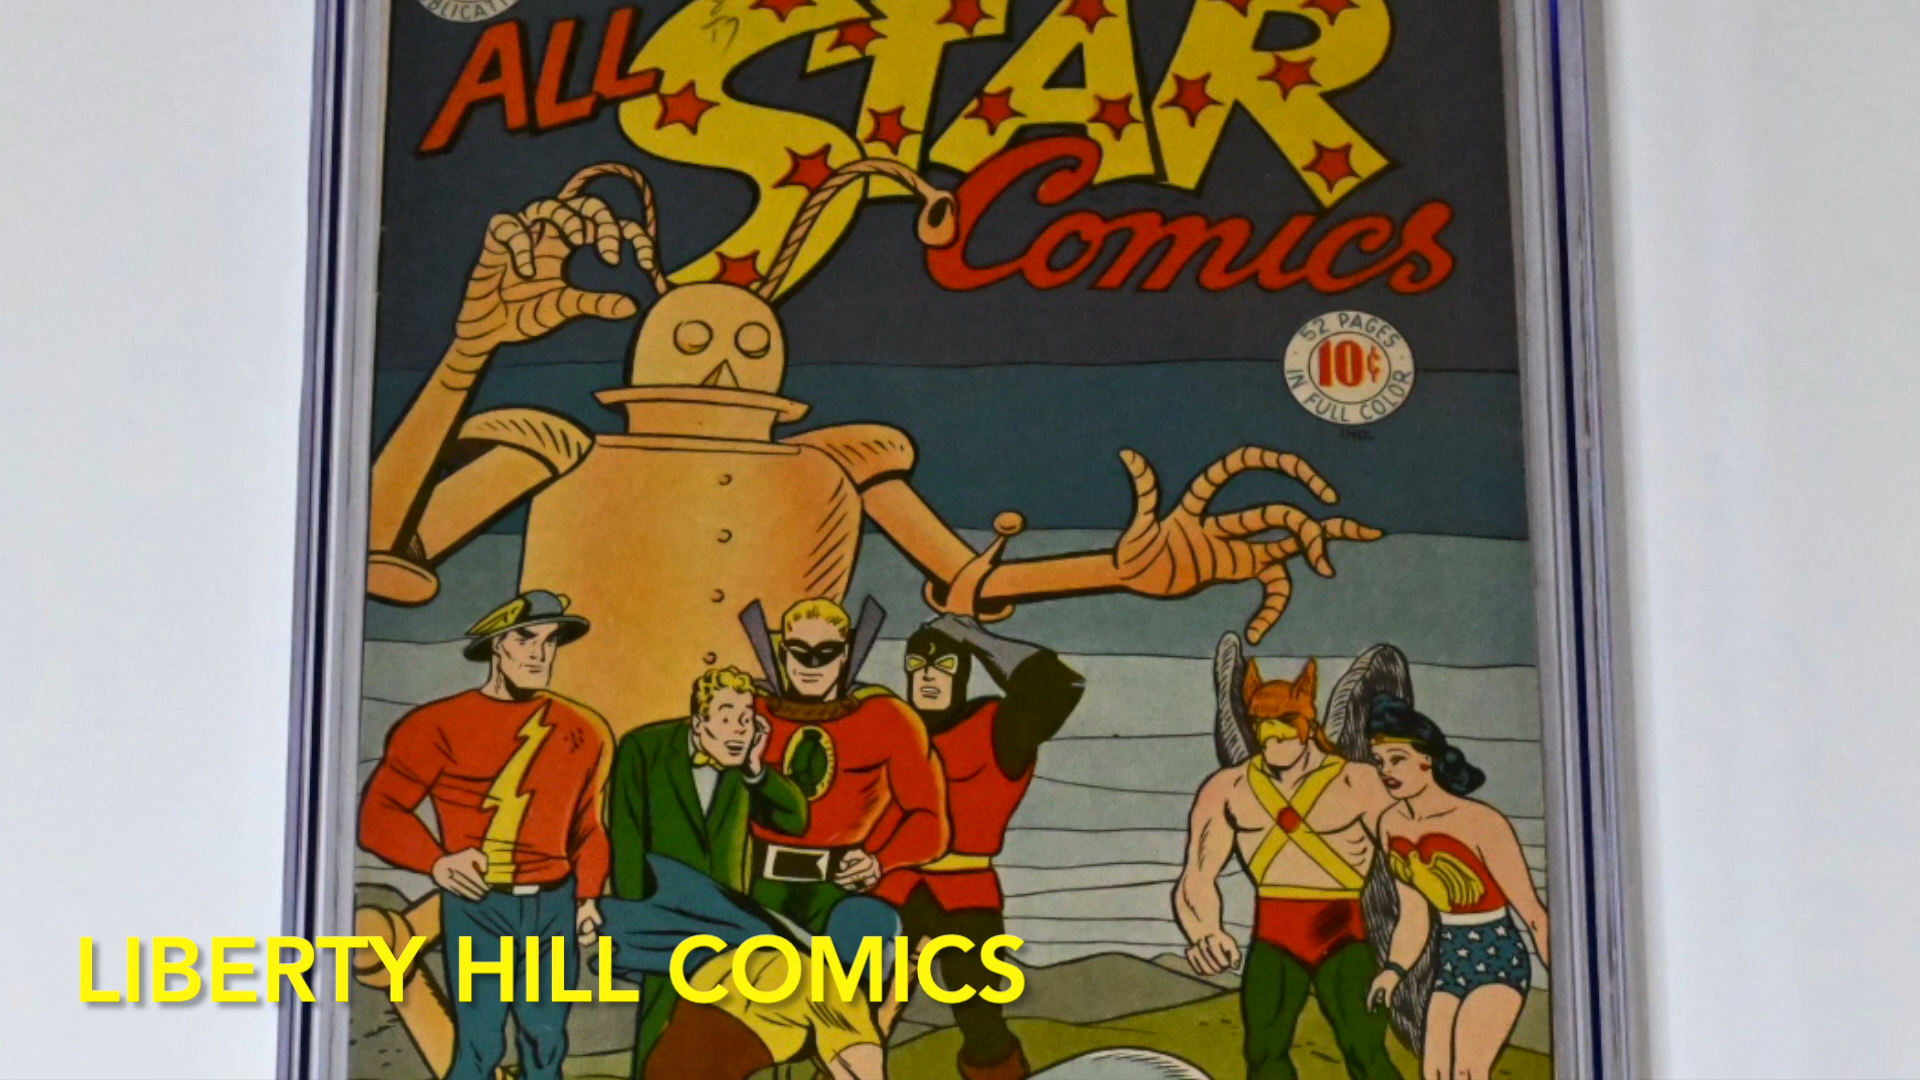 ALL STAR
Comics
52 PAGES
10¢
IN FULL COLOR
LIBERTY HILL COMICS